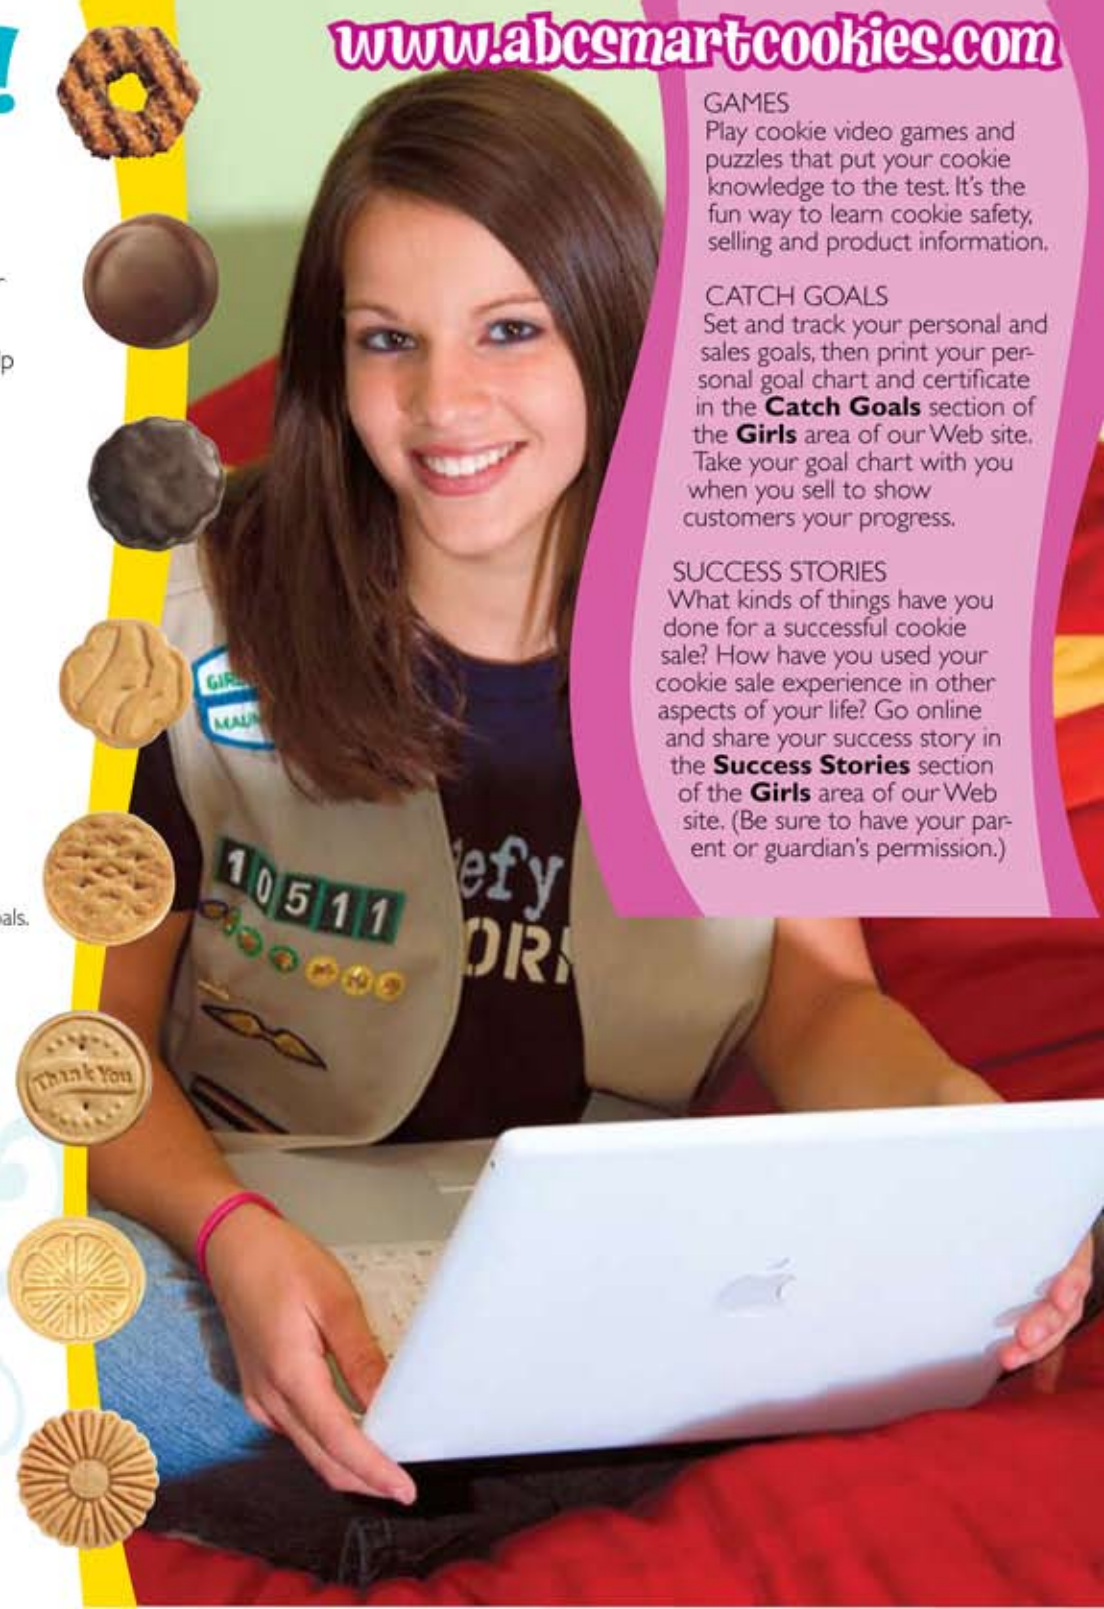 www.abcsmartcookies.com
GAMES
Play cookie video games and
puzzles that put your cookie
knowledge to the test. It's the
fun way to learn cookie safety,
selling and product information.
CATCH GOALS
Set and track your personal and
sales goals, then print your per-
sonal goal chart and certificate
in the Catch Goals section of
the Girls area of our Web site.
Take your goal chart with you
when you sell to show
customers your progress.
SUCCESS STORIES
What kinds of things have you
done for a successful cookie
sale? How have you used your
cookie sale experience in other
aspects of your life? Go online
and share your success story in
the Success Stories section
of the Girls area of our Web
site. (Be sure to have your par-
ent or guardian's permission.)
10511
efy
OR
Thank You